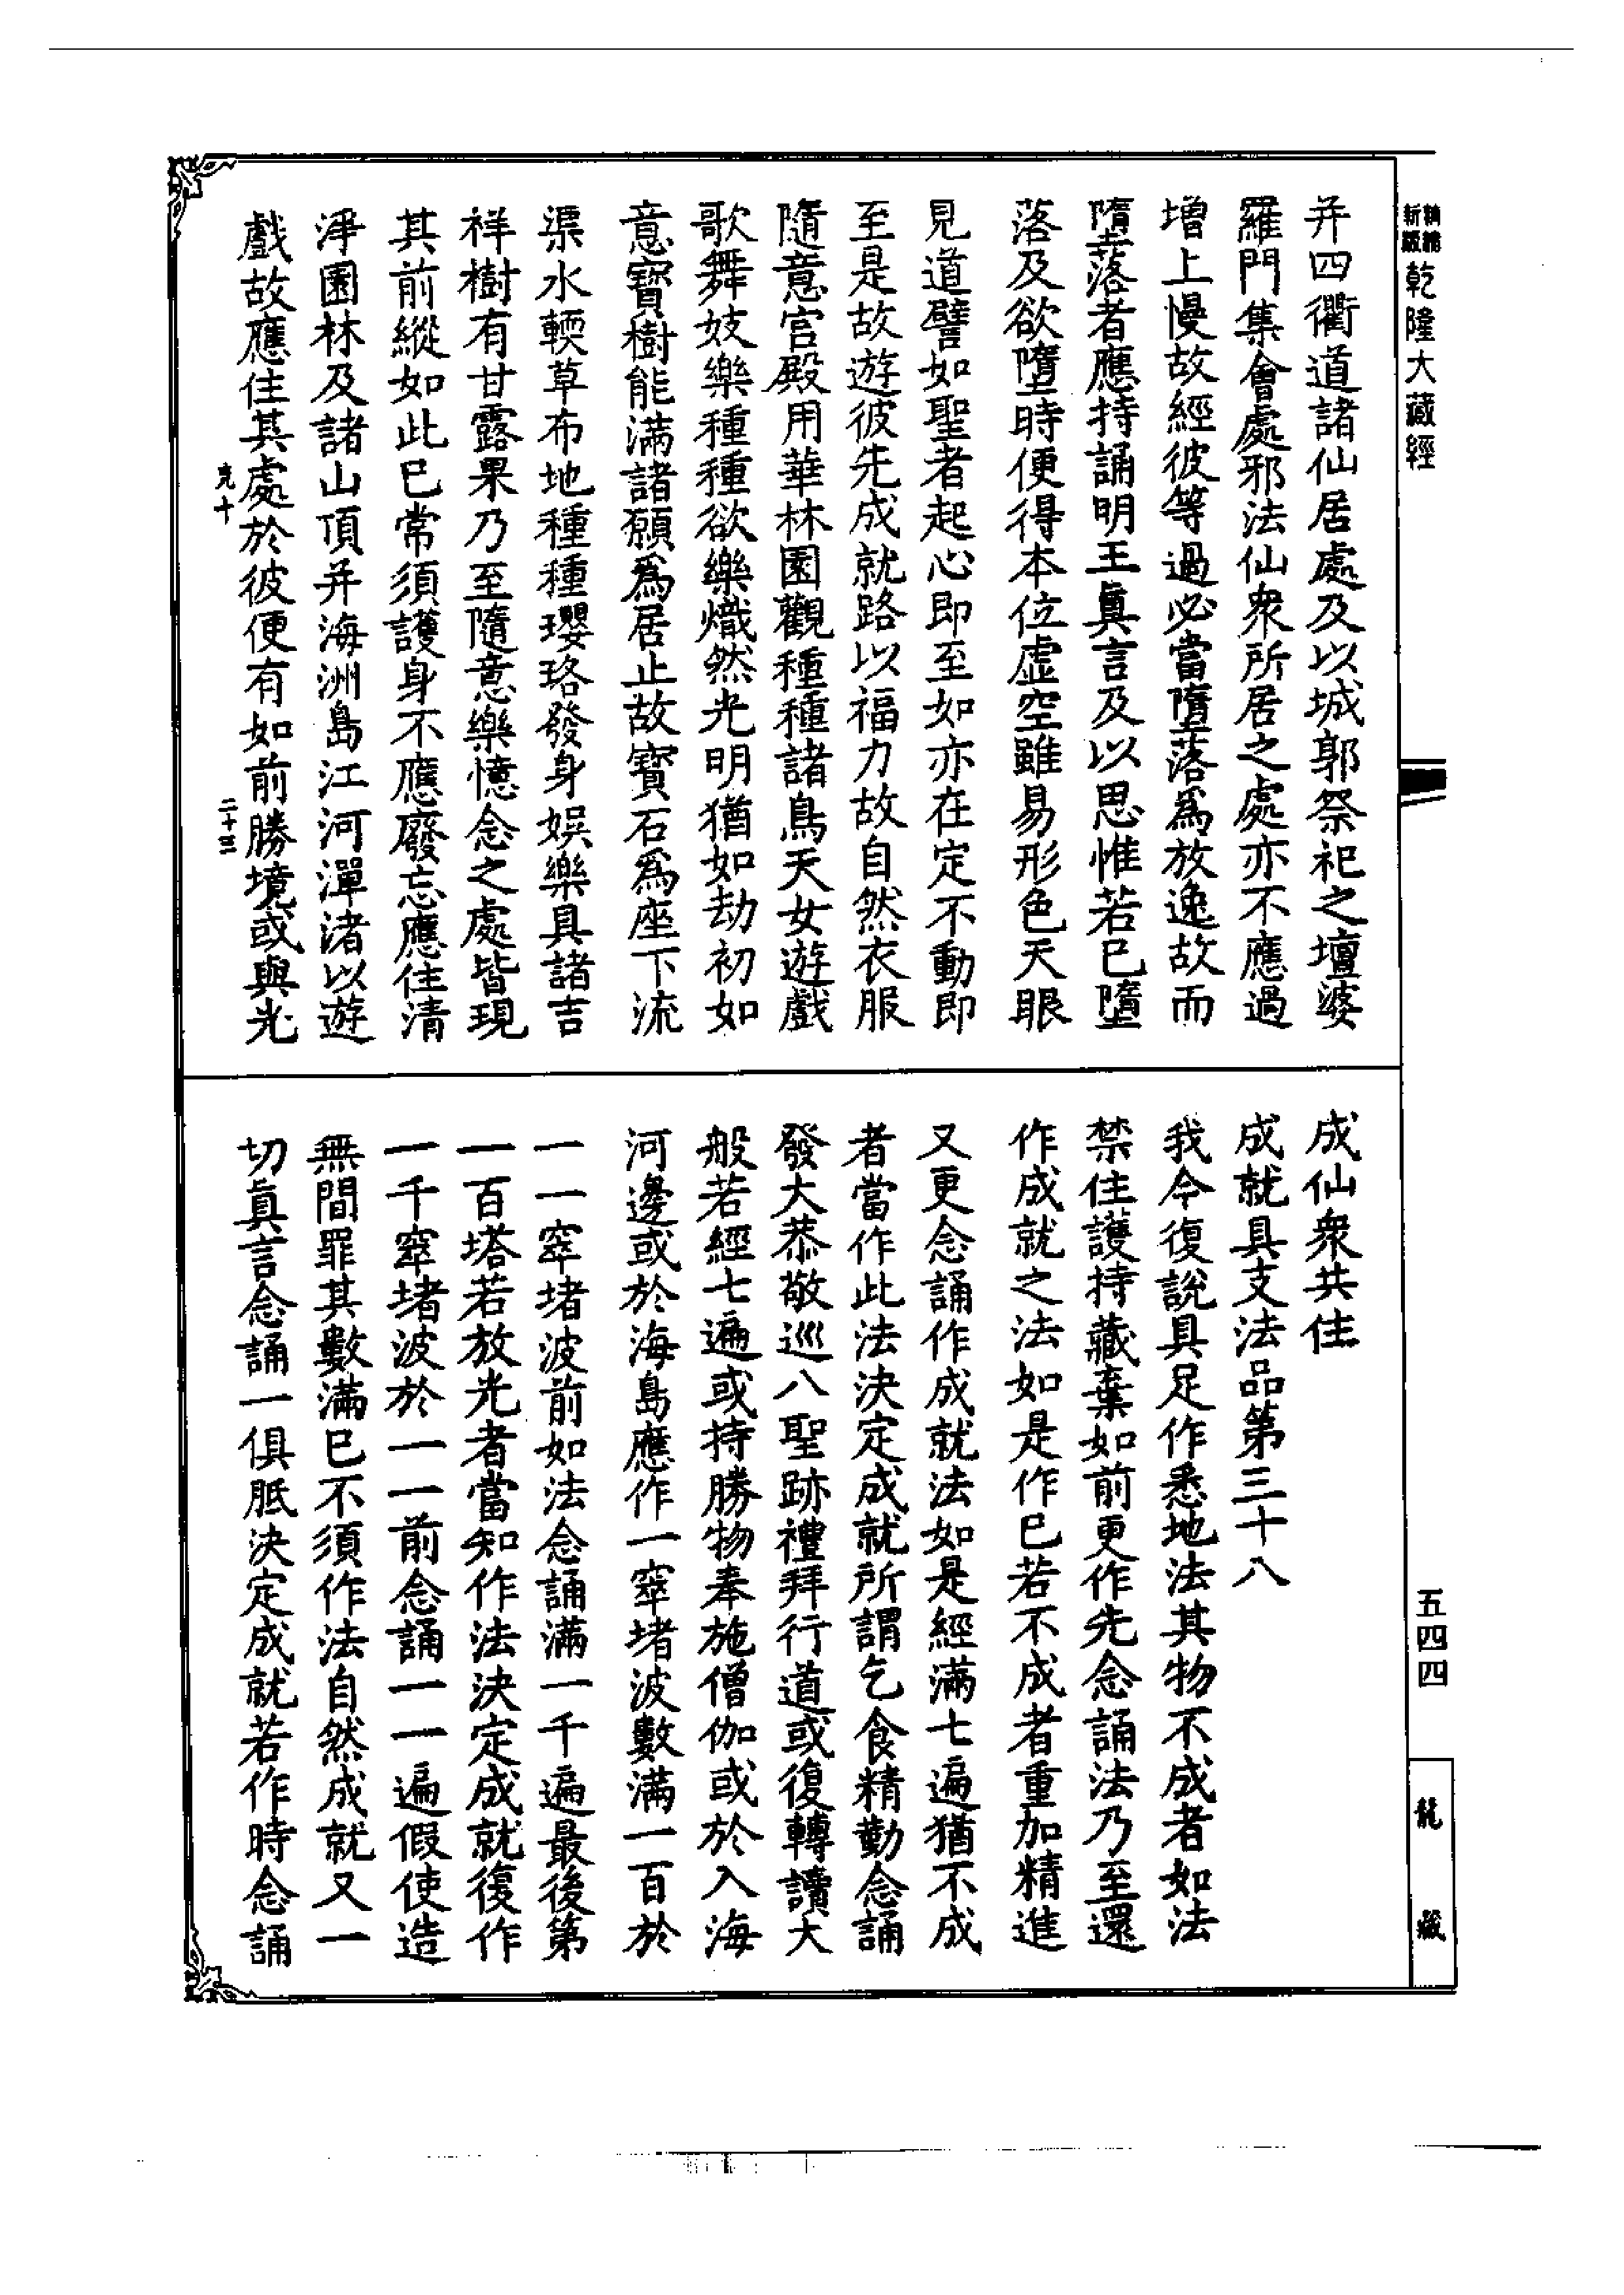 新編
縮版
乾隆大藏經
并四衢道諸仙居處及以城郭祭祀之壇婆
羅門集會處邪法仙衆所居之處亦不應過
增上慢故經彼等過必當墮落爲放逸故而
墮落者應持誦明王眞言及以思惟若已墮
落及欲墮時便得本位虛空雖易形色天眼
見道譬如聖者起心即至如亦在定不動即
至是故遊彼先成就路以福力故自然衣服
隨意宮殿用華林園觀種種諸鳥天女遊戲
歌舞妓樂種種欲樂熾然光明猶如劫初如
意寶樹能滿諸願爲居止故寶石爲座下流
渠水輭草布地種種瓔珞發身娛樂具諸吉
祥樹有甘露果乃至隨意樂憶念之處皆現
其前縱如此已常須護身不應廢忘應住清
淨園林及諸山頂并海洲島江河潬渚以遊
戲故應住其處於彼便有如前勝境或與光
克十 二十三
成仙衆共住
成就具支法品第三十八
我今復說具足作悉地法其物不成者如法
禁住護持藏棄如前更作先念誦法乃至還
作成就之法如是作已若不成者重加精進
又更念誦作成就法如是經滿七遍猶不成
者當作此法決定成就所謂乞食精勤念誦
發大恭敬巡八聖跡禮拜行道或復轉讀大
般若經七遍或持勝物奉施僧伽或於入海
河邊或於海島應作一窣堵波數滿一百於
一一窣堵波前如法念誦滿一千遍最後第
一百塔若放光者當知作法決定成就復作
一千窣堵波於一一前念誦一一遍假使造
無間罪其數滿已不須作法自然成就又一
切眞言念誦一俱胝決定成就若作時念誦
五四四
龍藏